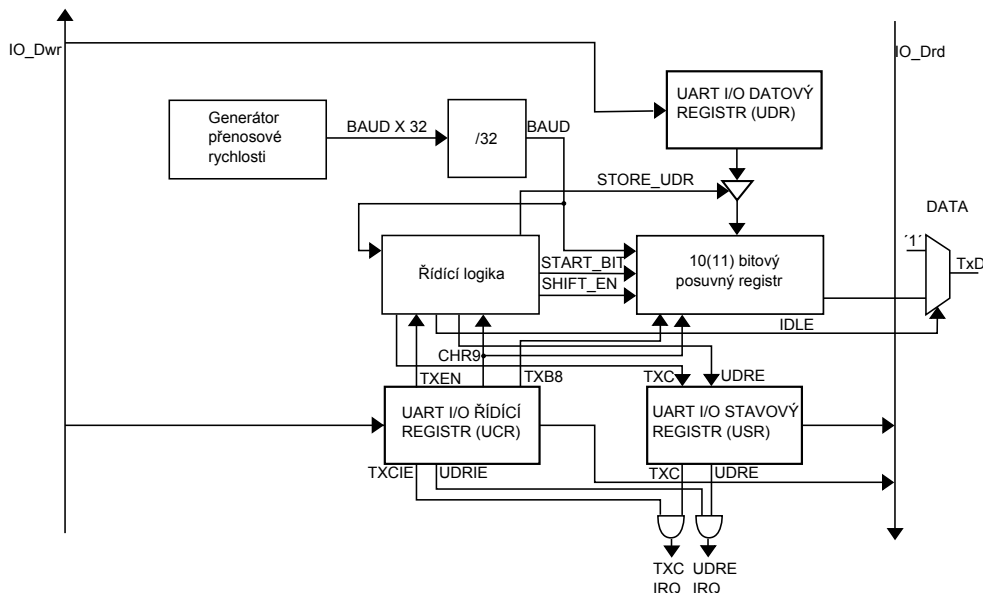 IO_Dwr
IO_Drd
UART I/O DATOVÝ
REGISTR (UDR)
Generátor
přenosové
rychlosti
BAUD X 32
/32
BAUD
STORE_UDR
DATA
´1´
TxD
Řídící logika
START_BIT
SHIFT_EN
10(11) bitový
posuvný registr
IDLE
CHR9
TXEN
TXB8
TXC
UDRE
UART I/O ŘÍDÍCÍ
REGISTR (UCR)
UART I/O STAVOVÝ
REGISTR (USR)
TXCIE
UDRIE
TXC
UDRE
TXC
IRQ
UDRE
IRQ